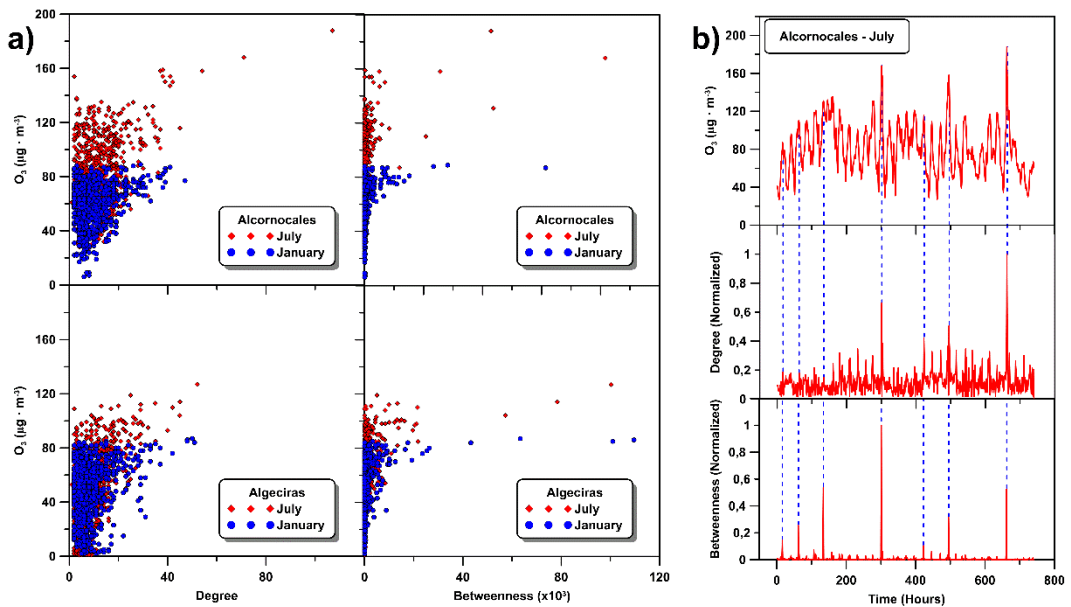 a)
200
160
120
80
40
0
O₃ (µg · m⁻³)
Alcornocales
July
January
Alcornocales
July
January
160
120
80
40
0
O₃ (µg · m⁻³)
Algeciras
July
January
Algeciras
July
January
0 40 80
0 40 80 120
Degree
Betweenness (x10³)
b)
Alcornocales - July
200
160
120
80
40
0
O₃ (µg · m⁻³)
1
0,8
0,6
0,4
0,2
0
Degree (Normalized)
1
0,8
0,6
0,4
0,2
0
Betweenness (Normalized)
0 200 400 600 800
Time (Hours)